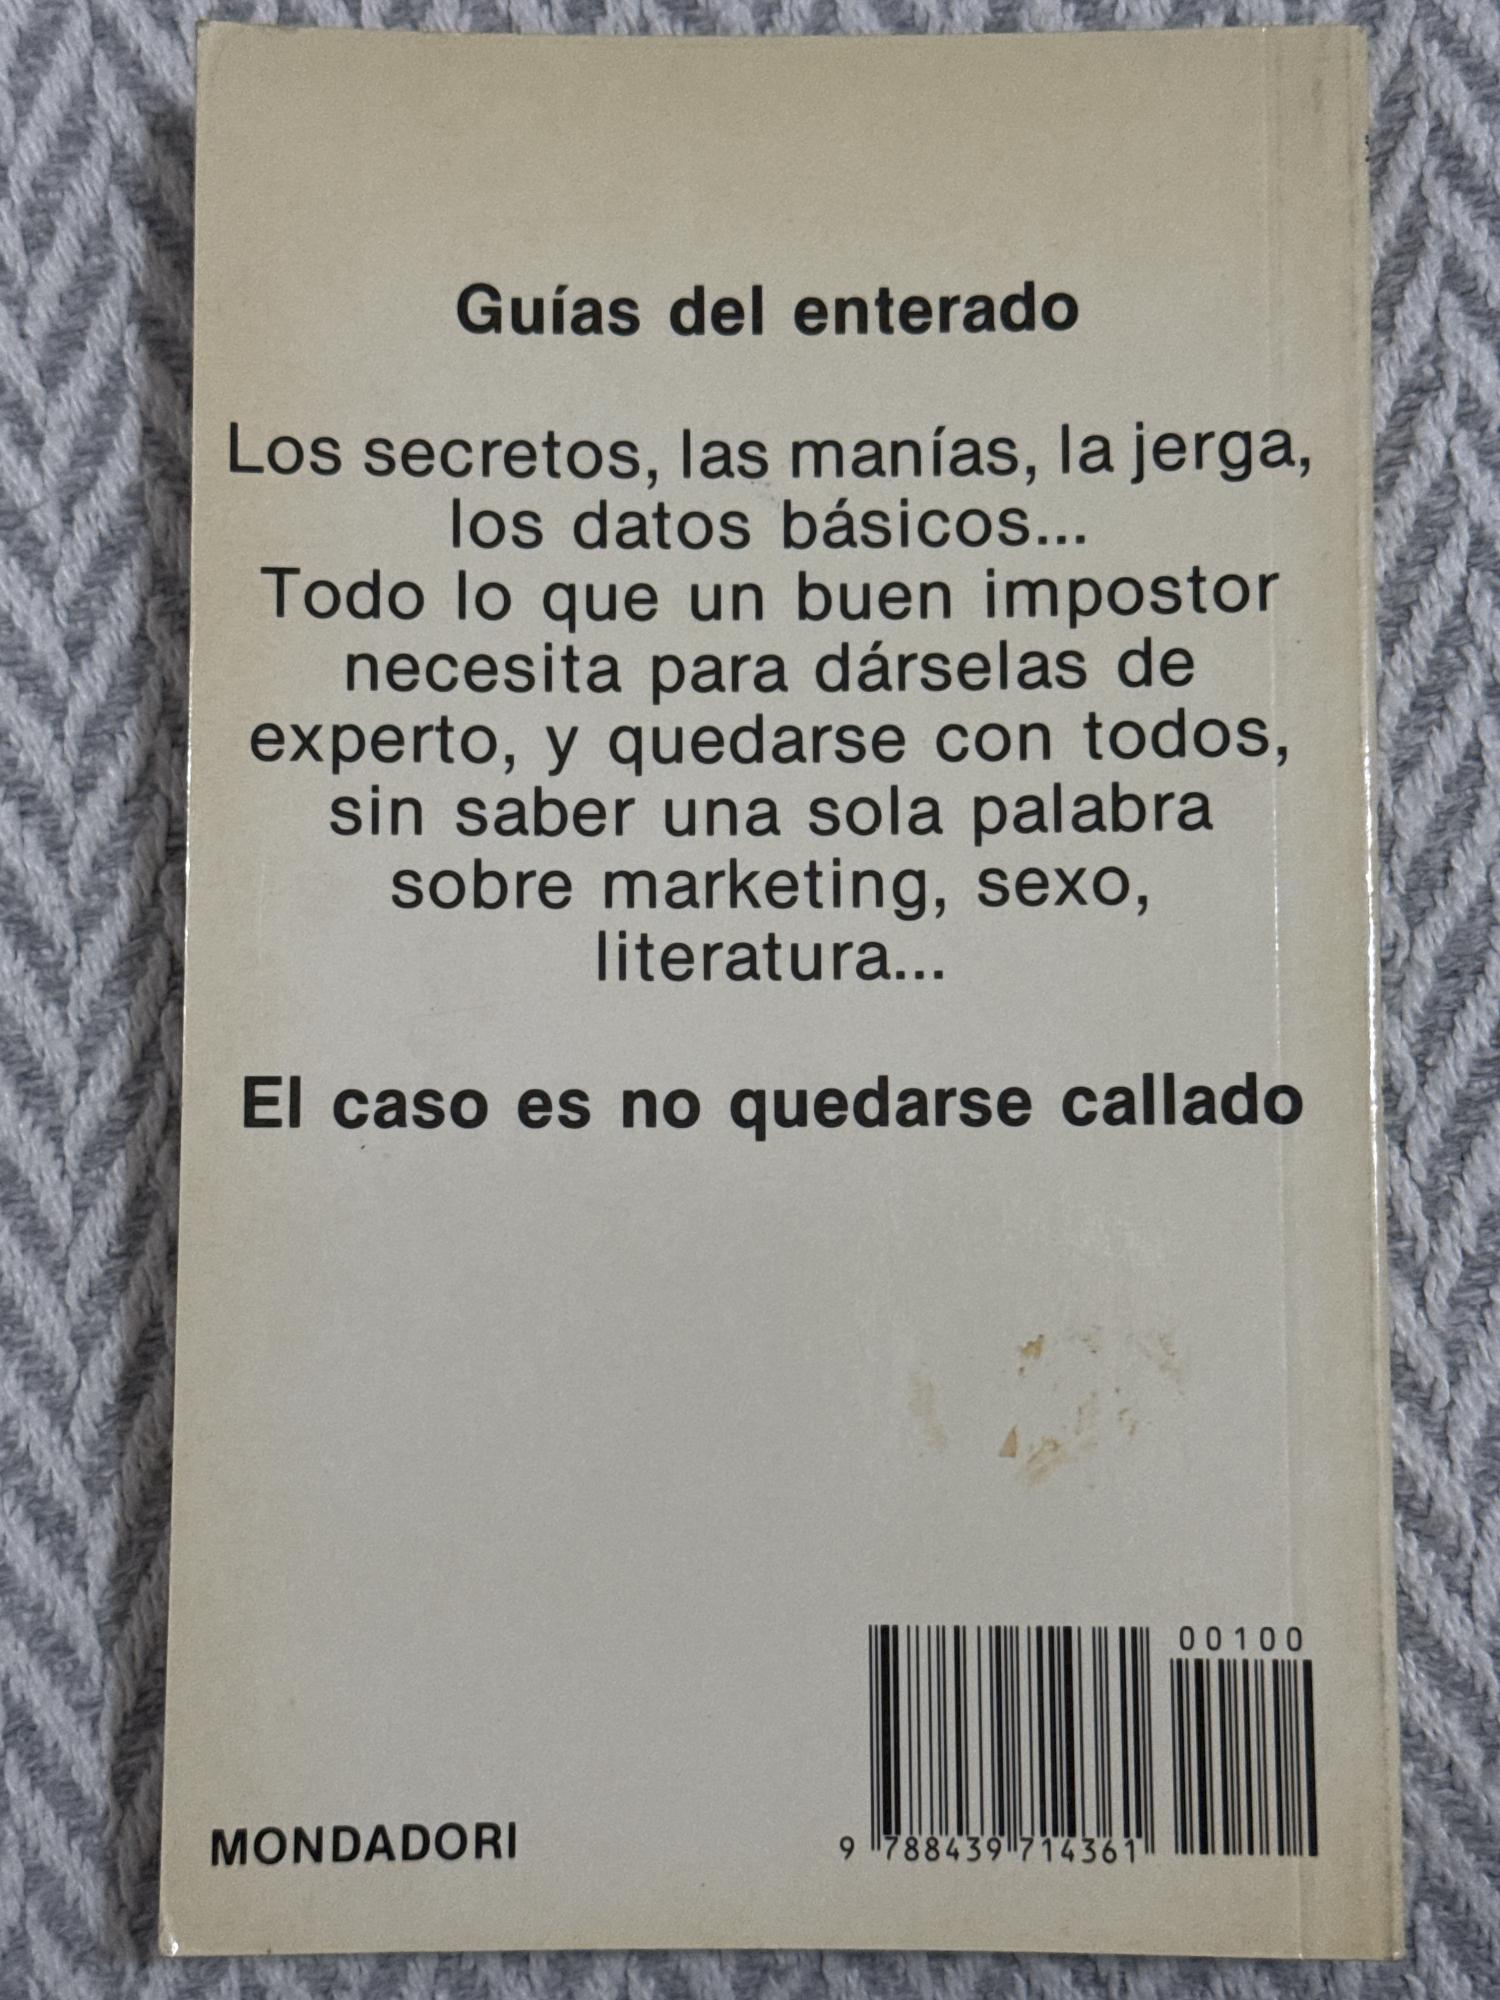 Guías del enterado
Los secretos, las manías, la jerga,
los datos básicos...
Todo lo que un buen impostor
necesita para dárselas de
experto, y quedarse con todos,
sin saber una sola palabra
sobre marketing, sexo,
literatura...
El caso es no quedarse callado
00100
MONDADORI
9 788439 714361